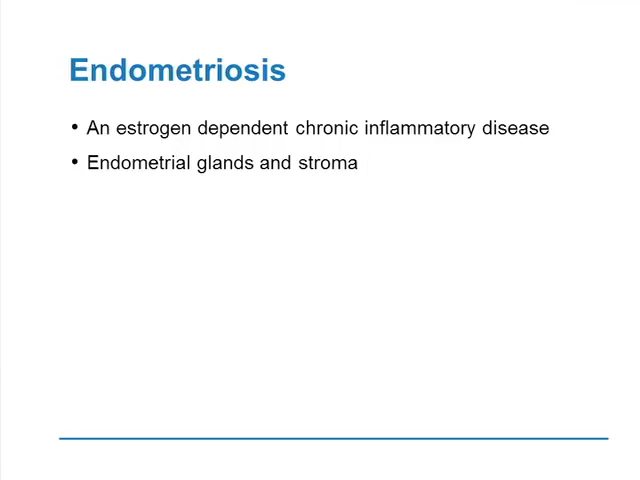 Endometriosis
• An estrogen dependent chronic inflammatory disease
• Endometrial glands and stroma